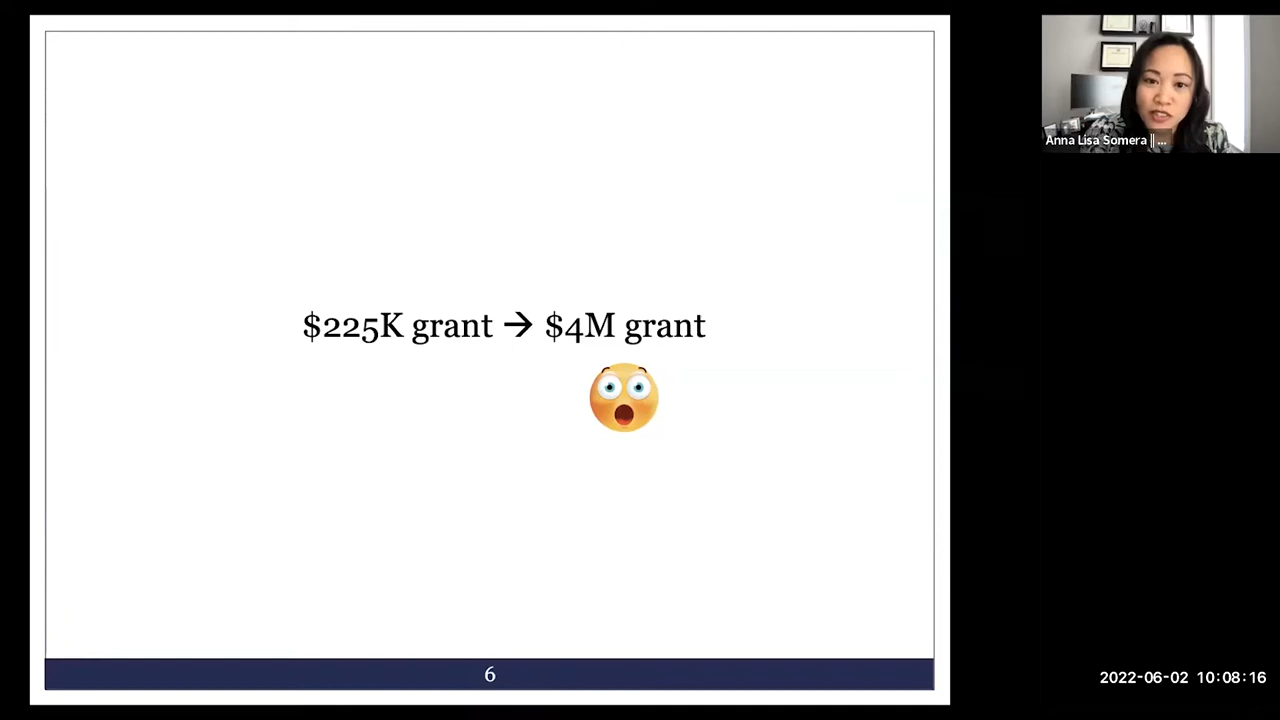 Anna Lisa Somera || ...
$225K grant → $4M grant
6
2022-06-02 10:08:16